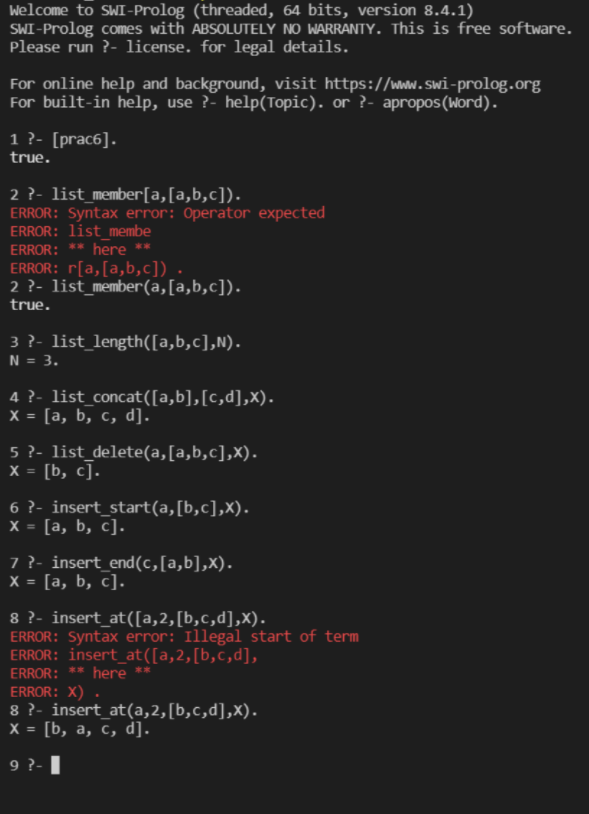 Welcome to SWI-Prolog (threaded, 64 bits, version 8.4.1)
SWI-Prolog comes with ABSOLUTELY NO WARRANTY. This is free software.
Please run ?- license. for legal details.
For online help and background, visit https://www.swi-prolog.org
For built-in help, use ?- help(Topic). or ?- apropos(Word).
1 ?- [prac6].
true.
2 ?- list_member[a,[a,b,c]).
ERROR: Syntax error: Operator expected
ERROR: list_membe
ERROR: ** here **
ERROR: r[a,[a,b,c]) .
2 ?- list_member(a,[a,b,c]).
true.
3 ?- list_length([a,b,c],N).
N = 3.
4 ?- list_concat([a,b],[c,d],X).
X = [a, b, c, d].
5 ?- list_delete(a,[a,b,c],X).
X = [b, c].
6 ?- insert_start(a,[b,c],X).
X = [a, b, c].
7 ?- insert_end(c,[a,b],X).
X = [a, b, c].
8 ?- insert_at([a,2,[b,c,d],X).
ERROR: Syntax error: Illegal start of term
ERROR: insert_at([a,2,[b,c,d],
ERROR: ** here **
ERROR: X) .
8 ?- insert_at(a,2,[b,c,d],X).
X = [b, a, c, d].
9 ?-